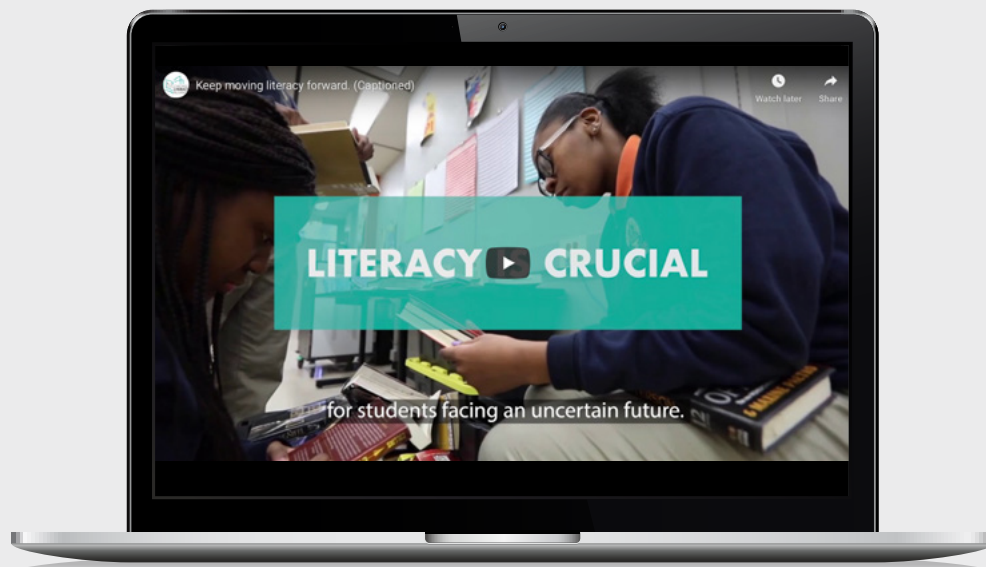 Keep moving literacy forward. (Captioned)
Watch later
Share
LITERACY CRUCIAL
for students facing an uncertain future.